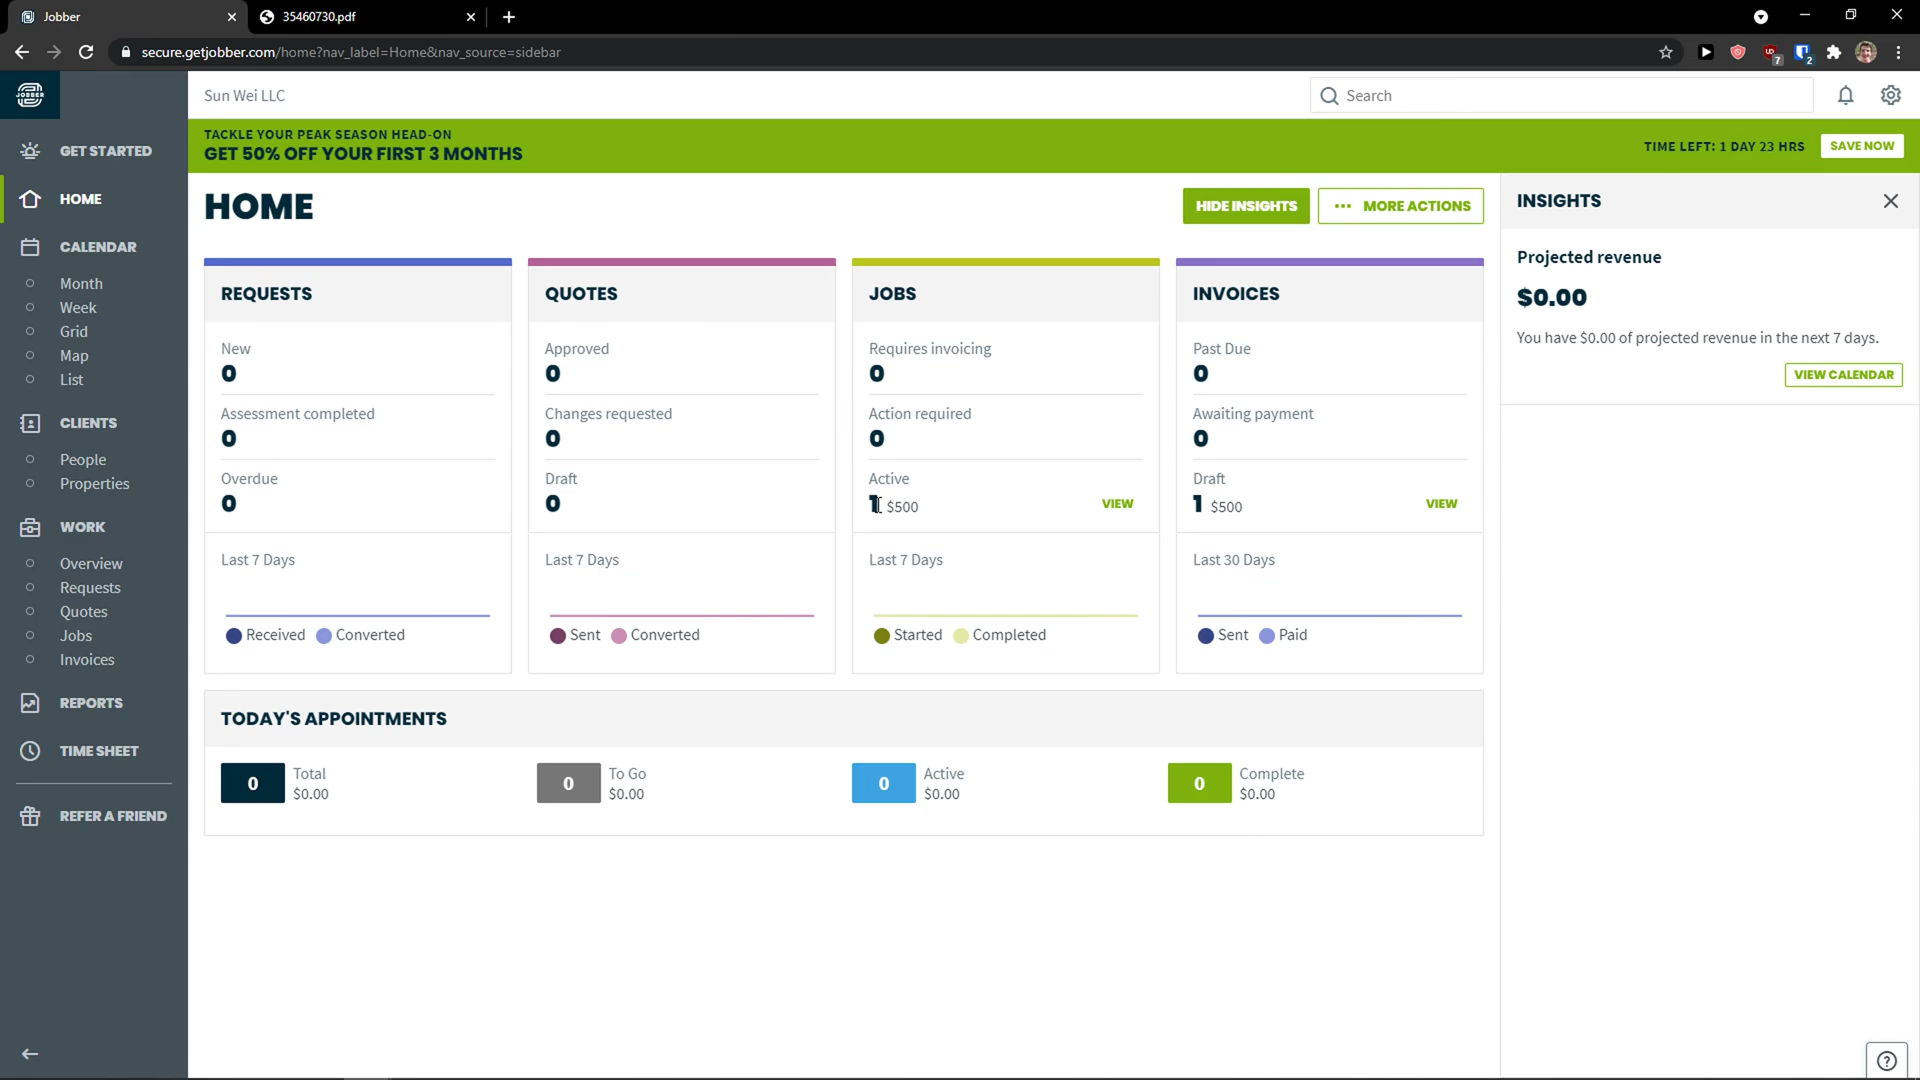 Jobber
35460730.pdf
secure.getjobber.com/home?nav_label=Home&nav_source=sidebar
7
2
JOBBER
Sun Wei LLC
Search
TACKLE YOUR PEAK SEASON HEAD-ON
GET 50% OFF YOUR FIRST 3 MONTHS
TIME LEFT: 1 DAY 23 HRS
SAVE NOW
GET STARTED
HOME
CALENDAR
Month
Week
Grid
Map
List
CLIENTS
People
Properties
WORK
Overview
Requests
Quotes
Jobs
Invoices
REPORTS
TIME SHEET
REFER A FRIEND
HOME
HIDE INSIGHTS
MORE ACTIONS
REQUESTS
New
0
Assessment completed
0
Overdue
0
Last 7 Days
Received Converted
QUOTES
Approved
0
Changes requested
0
Draft
0
Last 7 Days
Sent Converted
JOBS
Requires invoicing
0
Action required
0
Active
1 $500 VIEW
Last 7 Days
Started Completed
INVOICES
Past Due
0
Awaiting payment
0
Draft
1 $500 VIEW
Last 30 Days
Sent Paid
TODAY'S APPOINTMENTS
0 Total
$0.00
0 To Go
$0.00
0 Active
$0.00
0 Complete
$0.00
INSIGHTS
Projected revenue
$0.00
You have $0.00 of projected revenue in the next 7 days.
VIEW CALENDAR